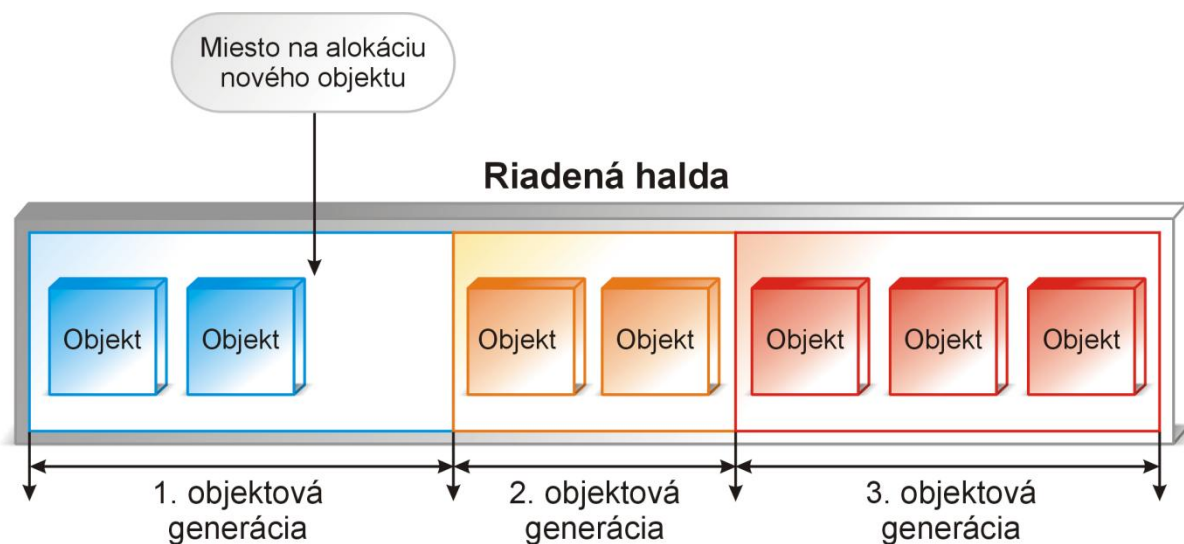 Miesto na alokáciu
nového objektu
Riadená halda
Objekt
Objekt
Objekt
Objekt
Objekt
Objekt
Objekt
1. objektová
generácia
2. objektová
generácia
3. objektová
generácia